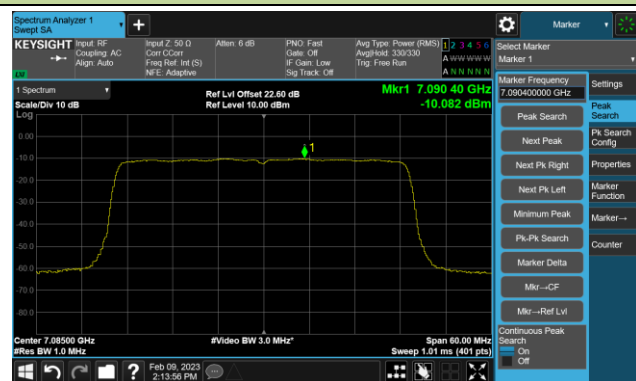 Spectrum Analyzer 1
Swept SA
+
Marker
KEYSIGHT
Input: RF
Coupling: AC
Align: Auto
Input Z: 50 Ω
Corr CCorr
Freq Ref: Int (S)
NFE: Adaptive
Atten: 6 dB
PNO: Fast
Gate: Off
IF Gain: Low
Sig Track: Off
Avg Type: Power (RMS)
Avg|Hold: 330/330
Trig: Free Run
1 2 3 4 5 6
A W W W W W
A N N N N N
LXI
Select Marker
Marker 1
1 Spectrum
Scale/Div 10 dB
Log
Ref Lvl Offset 22.60 dB
Ref Level 10.00 dBm
Mkr1 7.090 40 GHz
-10.082 dBm
1
0.00
-10.0
-20.0
-30.0
-40.0
-50.0
-60.0
-70.0
-80.0
Center 7.08500 GHz
#Res BW 1.0 MHz
#Video BW 3.0 MHz*
Span 60.00 MHz
Sweep 1.01 ms (401 pts)
Marker Frequency
7.090400000 GHz
Peak Search
Next Peak
Next Pk Right
Next Pk Left
Minimum Peak
Pk-Pk Search
Marker Delta
Mkr→CF
Mkr→Ref Lvl
Continuous Peak
Search
On
Off
Settings
Peak
Search
Pk Search
Config
Properties
Marker
Function
Marker→
Counter
?
Feb 09, 2023
2:13:56 PM